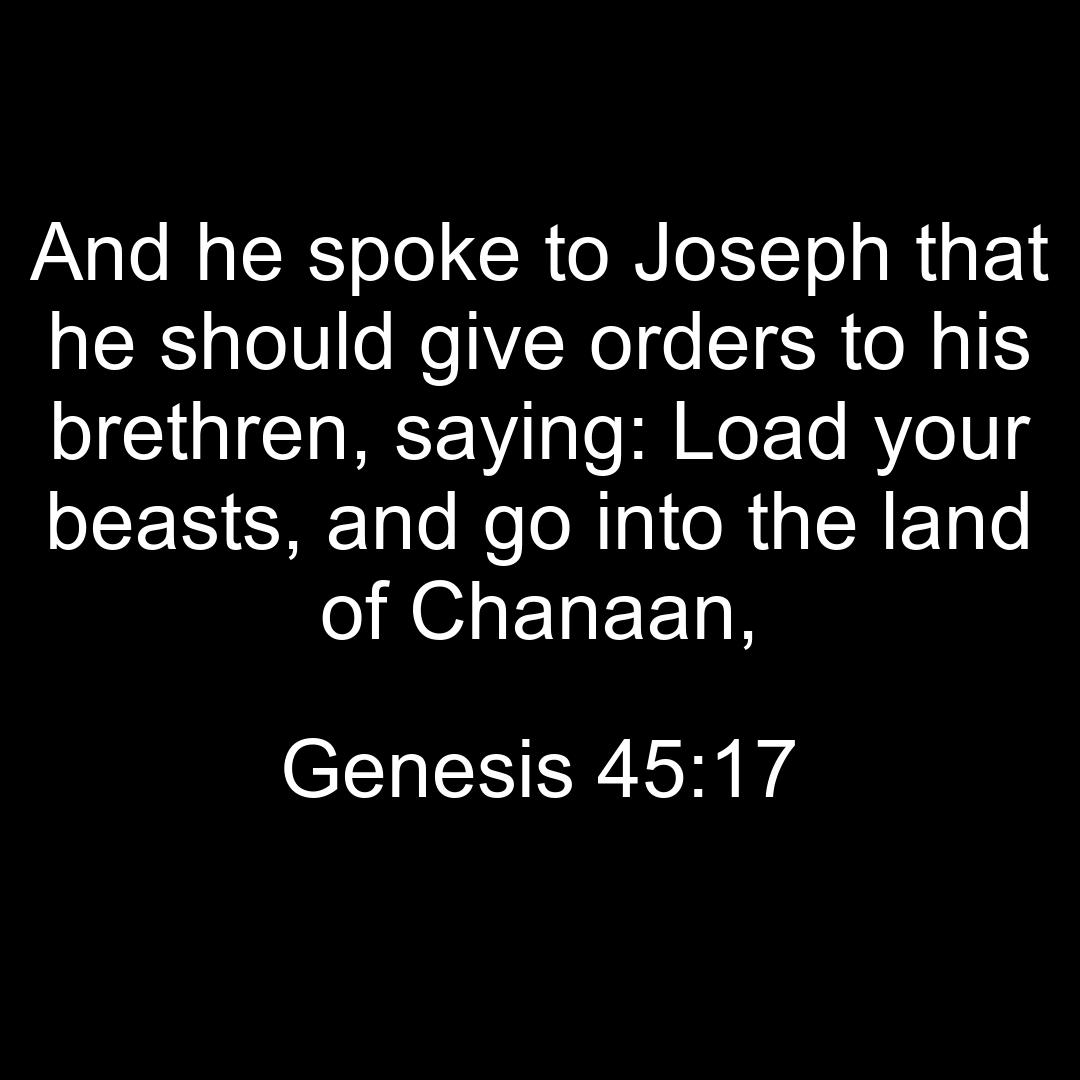 And he spoke to Joseph that
he should give orders to his
brethren, saying: Load your
beasts, and go into the land
of Chanaan,
Genesis 45:17